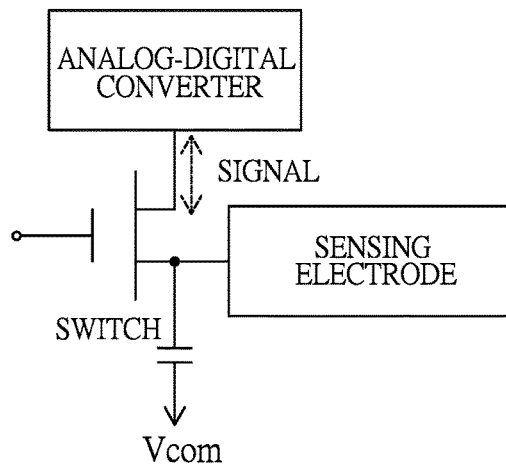 ANALOG-DIGITAL
CONVERTER
SIGNAL
SENSING
ELECTRODE
SWITCH
Vcom